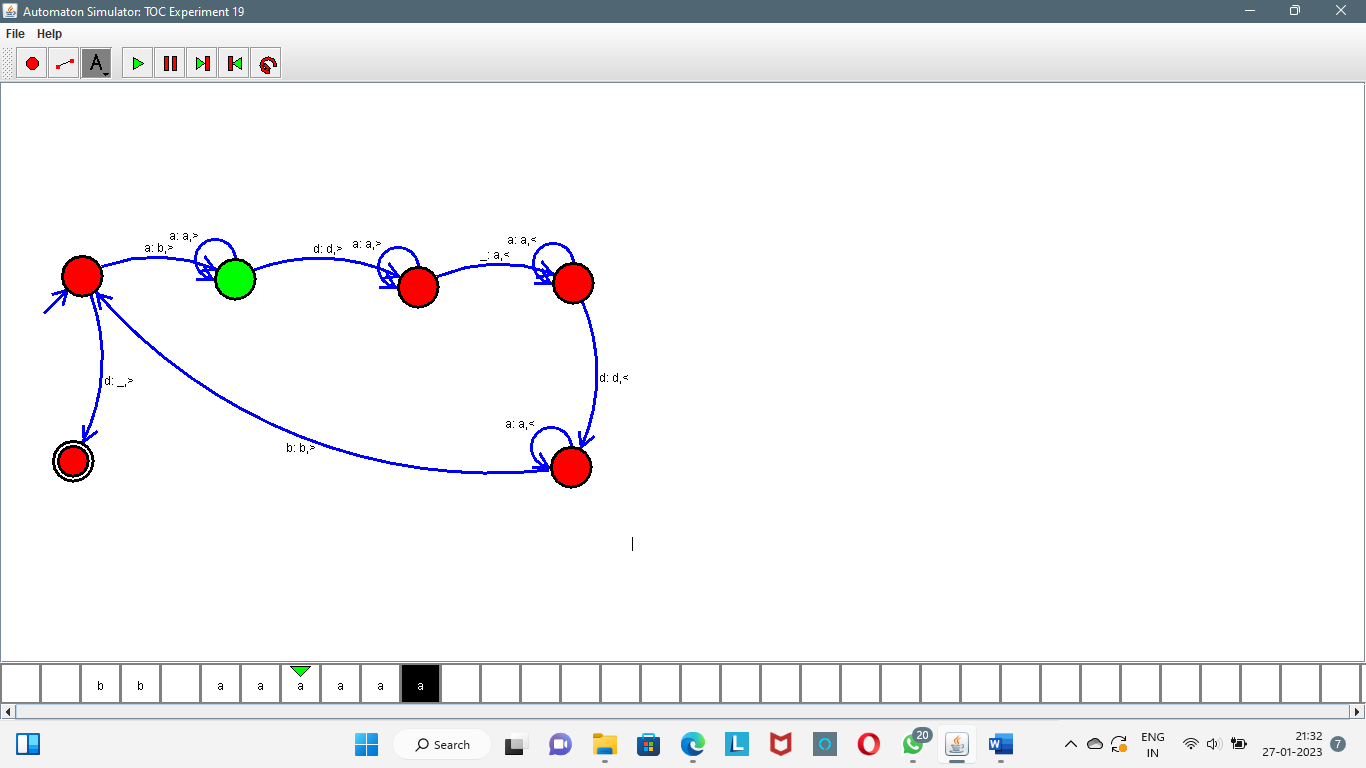 Automaton Simulator: TOC Experiment 19
File Help
A
a: a,>
a: b,>
d: d,>
a: a,>
a: a,<
_: a,<
d: _,>
d: d,<
a: a,<
b: b,>
b b a a a a a a
Search
L
20
W
ENG
IN
21:32
27-01-2023
7